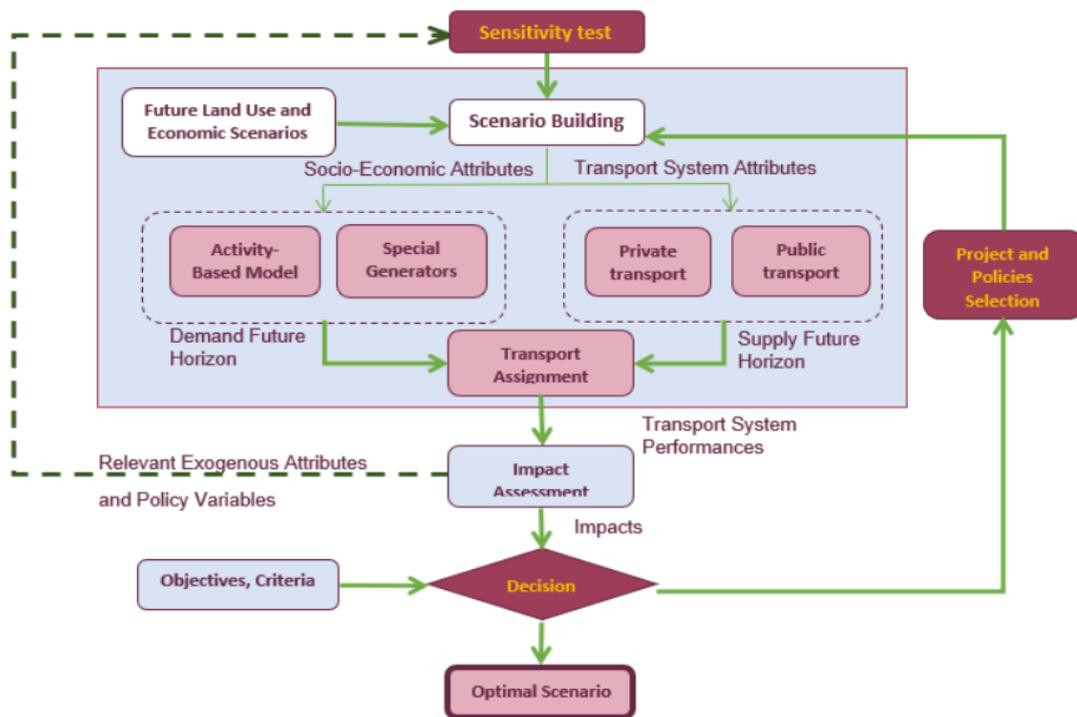 Sensitivity test
Future Land Use and
Economic Scenarios
Scenario Building
Socio-Economic Attributes
Transport System Attributes
Activity-
Based Model
Special
Generators
Private
transport
Public
transport
Project and
Policies
Selection
Demand Future
Horizon
Transport
Assignment
Supply Future
Horizon
Transport System
Performances
Relevant Exogenous Attributes
and Policy Variables
Impact
Assessment
Impacts
Objectives, Criteria
Decision
Optimal Scenario